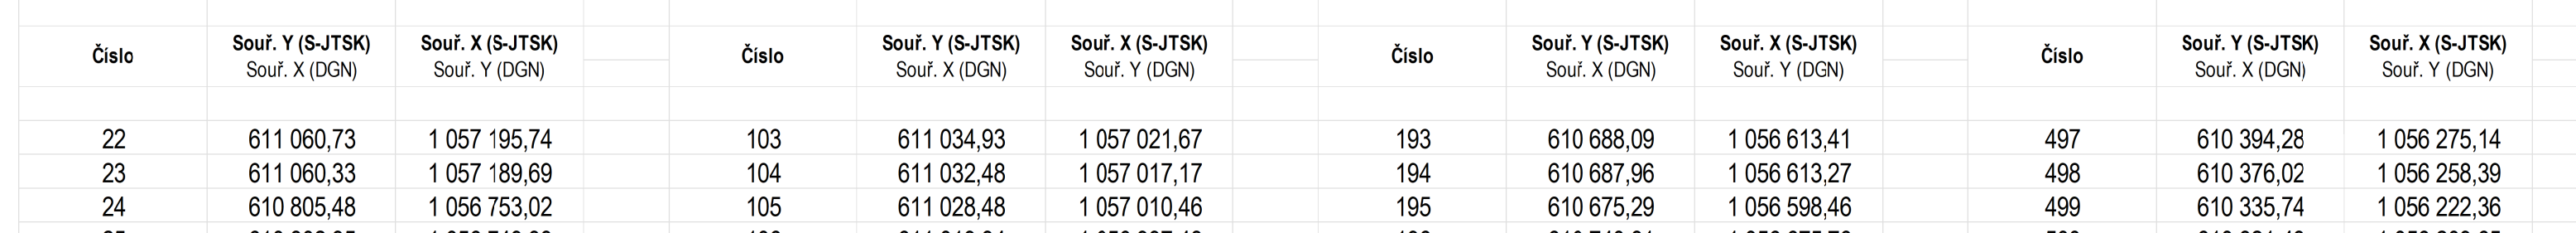 Číslo Souř. Y (S-JTSK) Souř. X (S-JTSK) Číslo Souř. Y (S-JTSK) Souř. X (S-JTSK) Číslo Souř. Y (S-JTSK) Souř. X (S-JTSK) Číslo Souř. Y (S-JTSK) Souř. X (S-JTSK)
Souř. X (DGN) Souř. Y (DGN) Souř. X (DGN) Souř. Y (DGN) Souř. X (DGN) Souř. Y (DGN) Souř. X (DGN) Souř. Y (DGN)
22 611 060,73 1 057 195,74 103 611 034,93 1 057 021,67 193 610 688,09 1 056 613,41 497 610 394,28 1 056 275,14
23 611 060,33 1 057 189,69 104 611 032,48 1 057 017,17 194 610 687,96 1 056 613,27 498 610 376,02 1 056 258,39
24 610 805,48 1 056 753,02 105 611 028,48 1 057 010,46 195 610 675,29 1 056 598,46 499 610 335,74 1 056 222,36